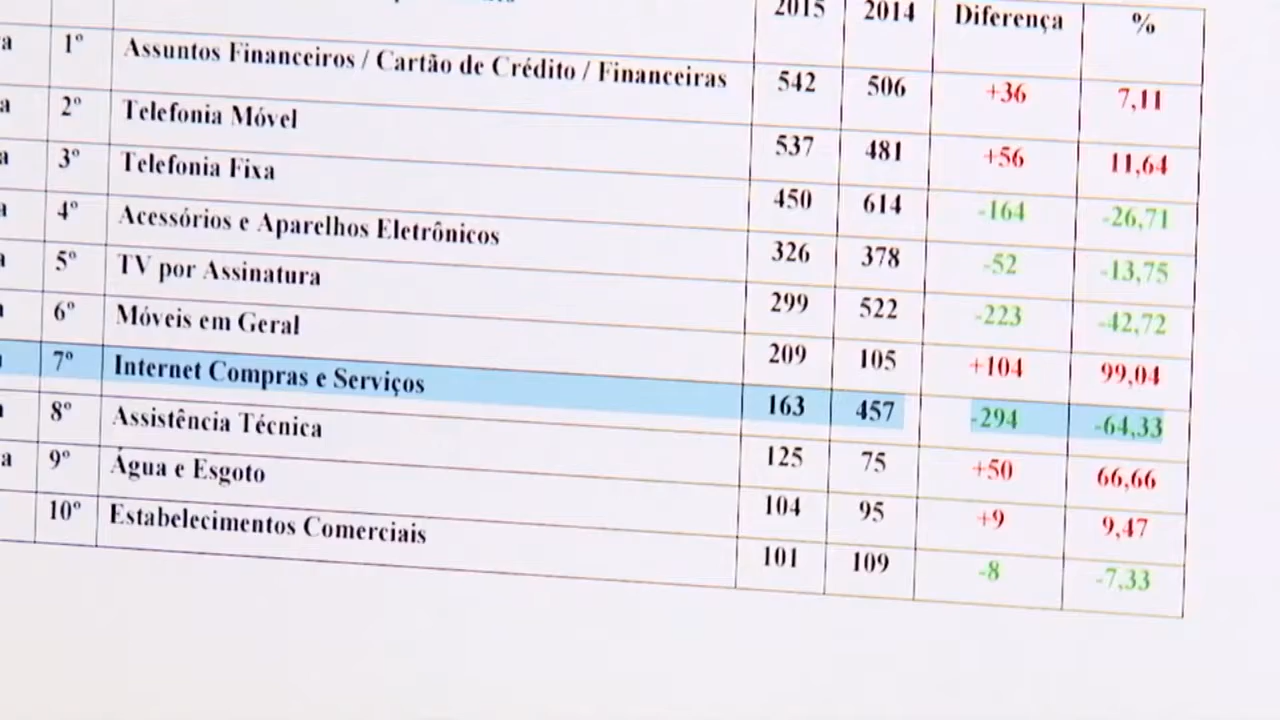 2015 2014 Diferença %
a 1º Assuntos Financeiros / Cartão de Crédito / Financeiras 542 506 +36 7,11
a 2º Telefonia Móvel 537 481 +56 11,64
a 3º Telefonia Fixa 450 614 -164 -26,71
a 4º Acessórios e Aparelhos Eletrônicos 326 378 -52 -13,75
a 5º TV por Assinatura 299 522 -223 -42,72
a 6º Móveis em Geral 209 105 +104 99,04
7º Internet Compras e Serviços 163 457 -294 -64,33
a 8º Assistência Técnica 125 75 +50 66,66
a 9º Água e Esgoto 104 95 +9 9,47
10º Estabelecimentos Comerciais 101 109 -8 -7,33